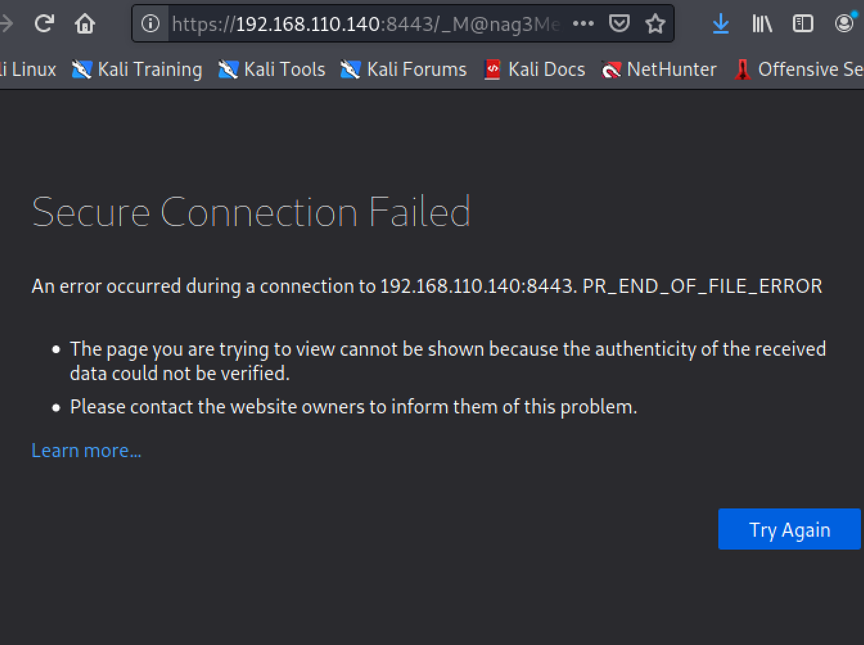 https://192.168.110.140:8443/_M@nag3Me
li Linux Kali Training Kali Tools Kali Forums Kali Docs NetHunter Offensive Se
Secure Connection Failed
An error occurred during a connection to 192.168.110.140:8443. PR_END_OF_FILE_ERROR
The page you are trying to view cannot be shown because the authenticity of the received
data could not be verified.
Please contact the website owners to inform them of this problem.
Learn more...
Try Again